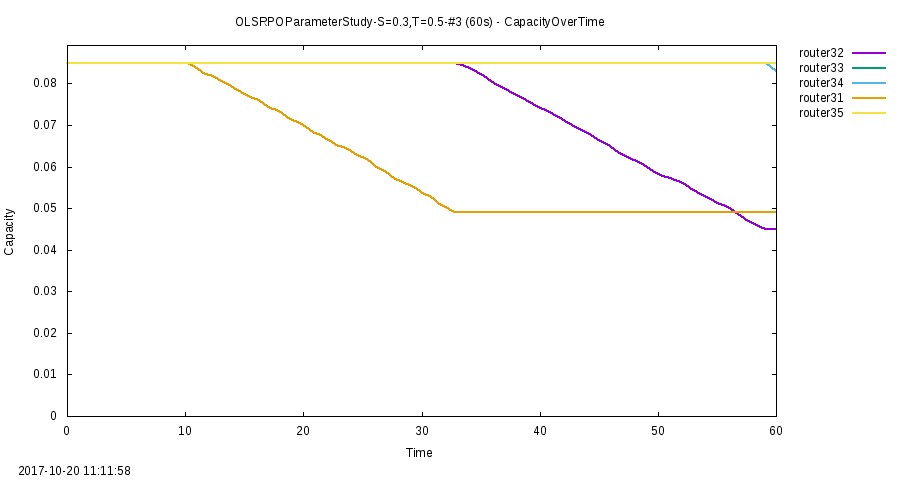 OLSRPOParameterStudy-S=0.3,T=0.5-#3 (60s) - CapacityOverTime
router32
router33
router34
router31
router35
0.08
0.07
0.06
0.05
0.04
0.03
0.02
0.01
0
Capacity
0 10 20 30 40 50 60
Time
2017-10-20 11:11:58